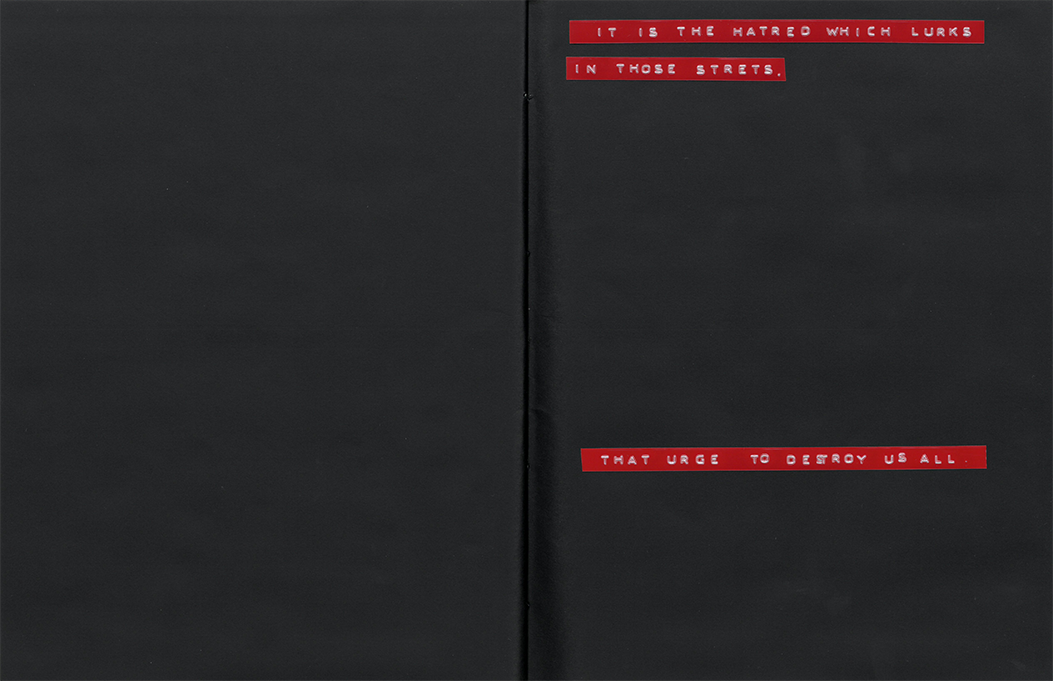 IT IS THE HATRED WHICH LURKS
IN THOSE STRETS.
THAT URGE TO DESTROY US ALL.